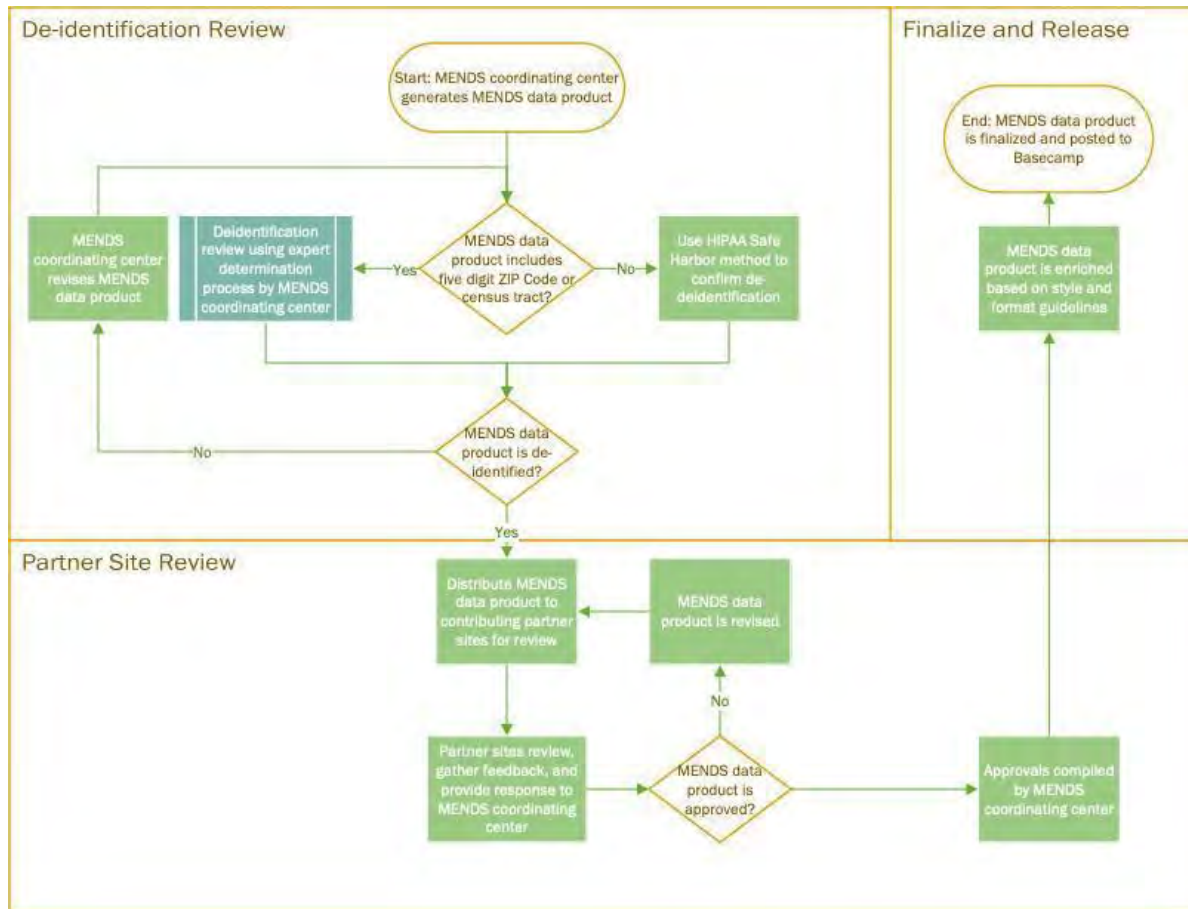 De-identification Review
Start: MENDS coordinating center
generates MENDS data product
MENDS
coordinating center
revises MENDS
data product
Deidentification
review using expert
determination
process by MENDS
coordinating center
Yes
MENDS data
product includes
five digit ZIP Code or
census tract?
No
Use HIPAA Safe
Harbor method to
confirm de-
deidentification
MENDS data
product is de-
identified?
No
Yes
Finalize and Release
End: MENDS data product
is finalized and posted to
Basecamp
MENDS data
product is enriched
based on style and
format guidelines
Partner Site Review
Distribute MENDS
data product to
contributing partner
sites for review
MENDS data
product is revised
No
Partner sites review,
gather feedback, and
provide response to
MENDS coordinating
center
MENDS data
product is
approved?
Approvals compiled
by MENDS
coordinating center